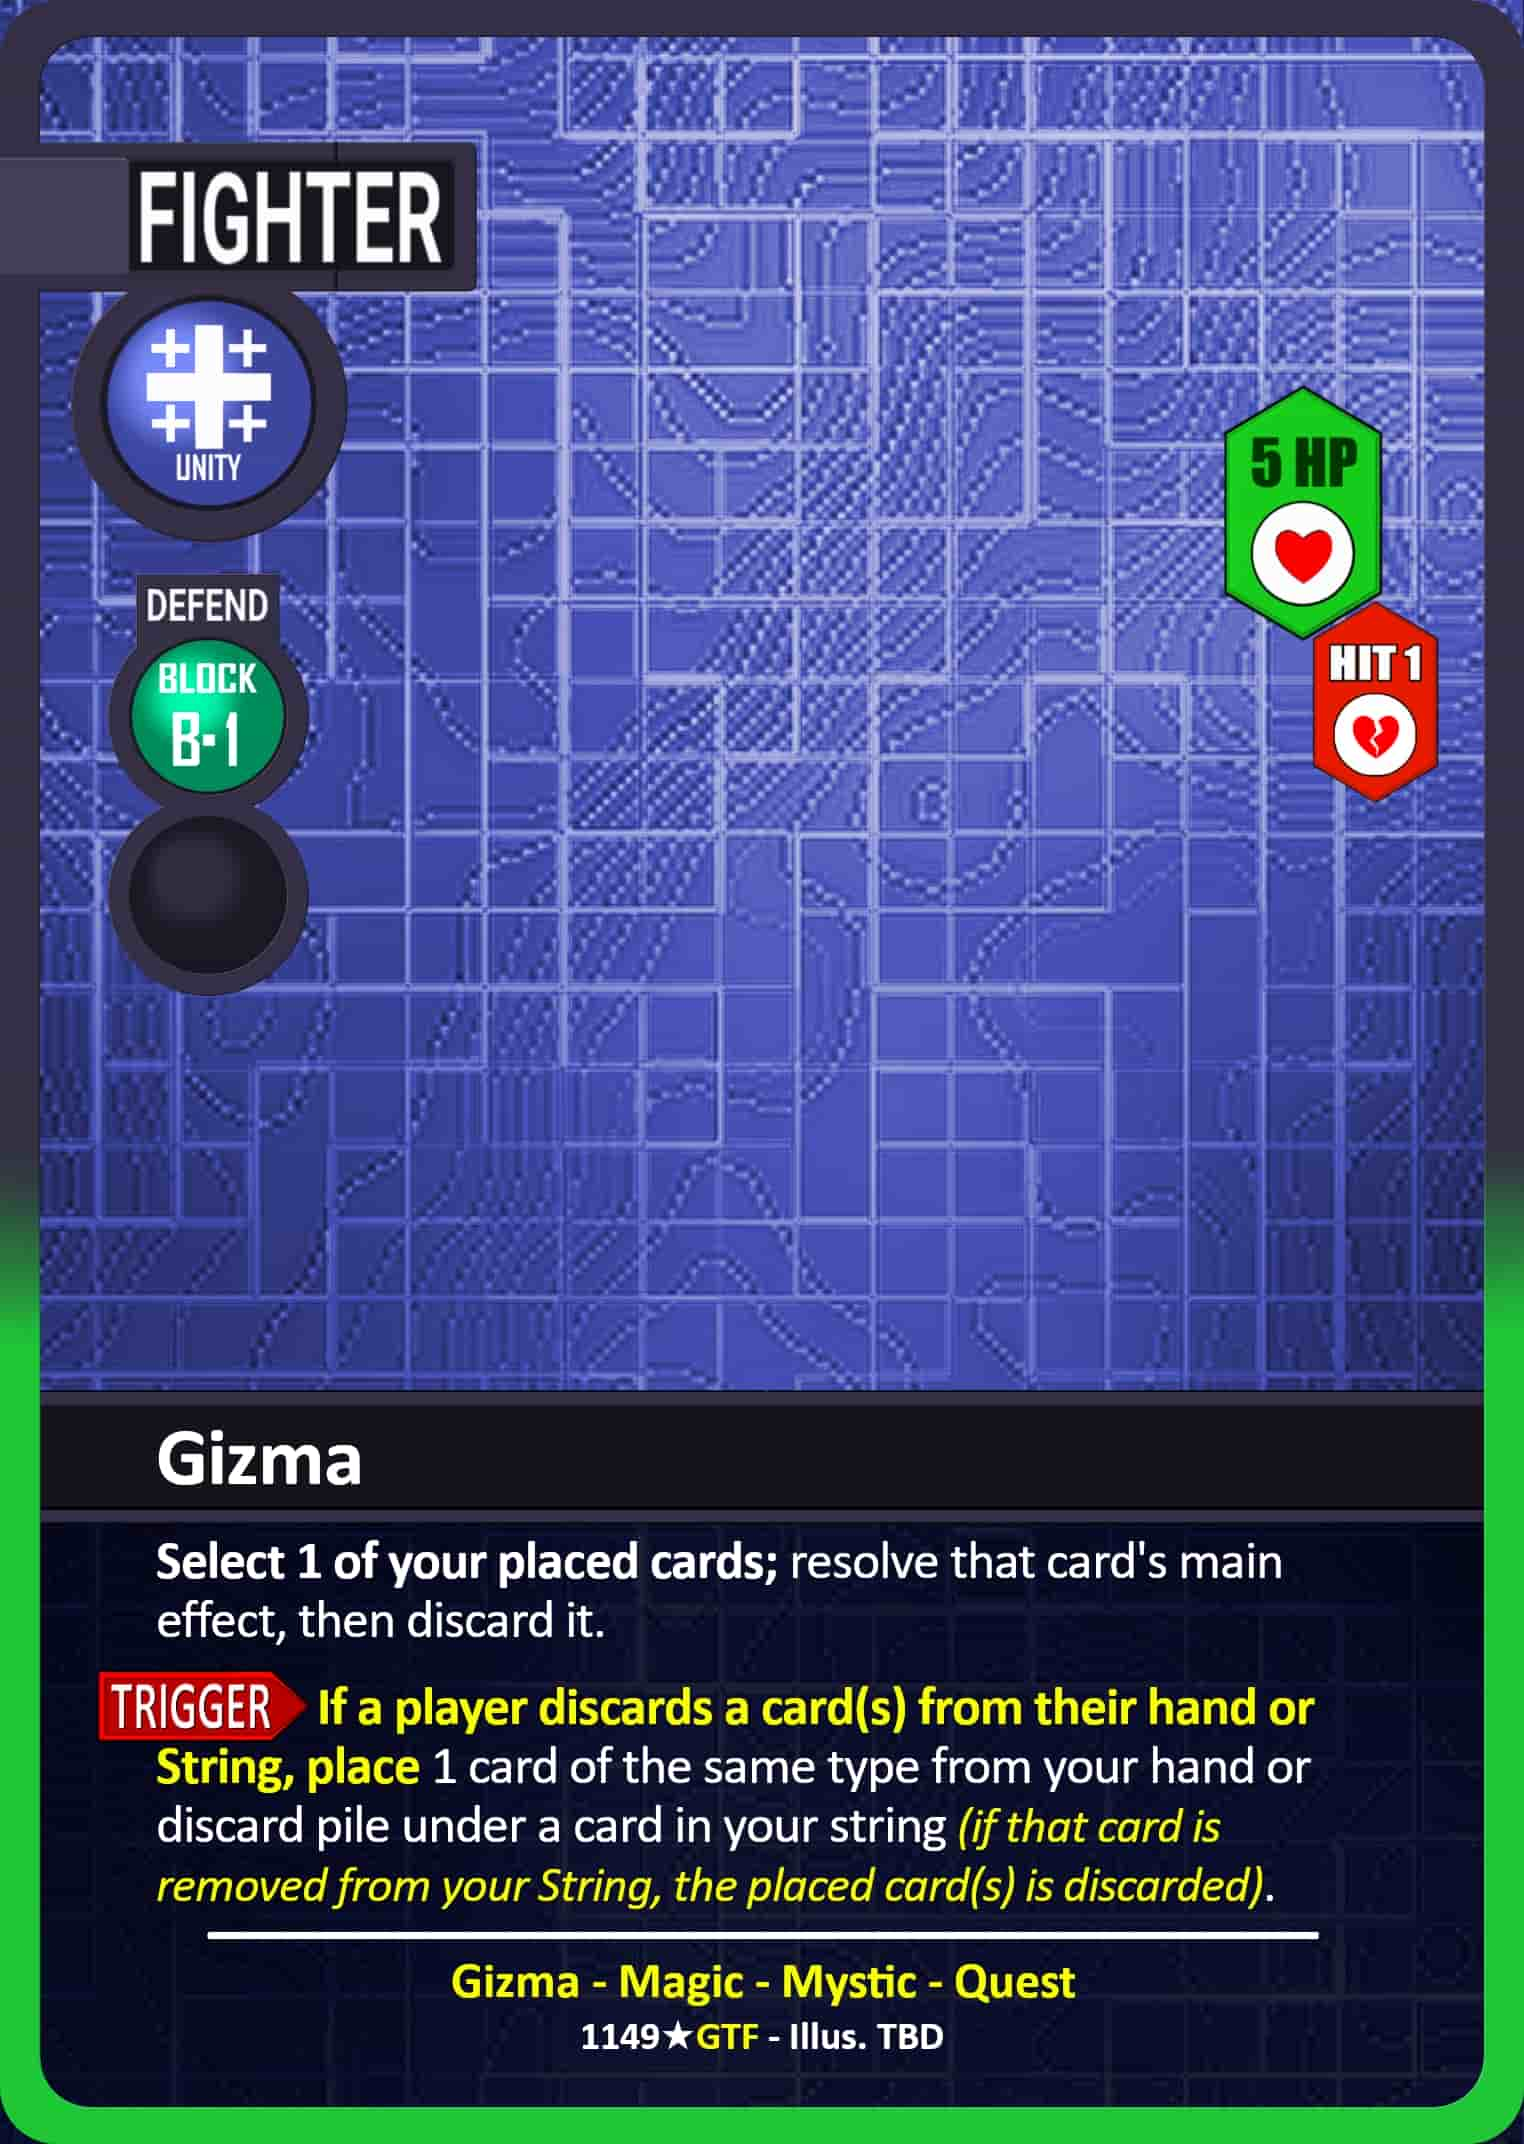 FIGHTER
UNITY
DEFEND
BLOCK
B-1
5 HP
HIT 1
Gizma
Select 1 of your placed cards; resolve that card's main
effect, then discard it.
TRIGGER If a player discards a card(s) from their hand or
String, place 1 card of the same type from your hand or
discard pile under a card in your string (if that card is
removed from your String, the placed card(s) is discarded).
Gizma - Magic - Mystic - Quest
1149★GTF - Illus. TBD